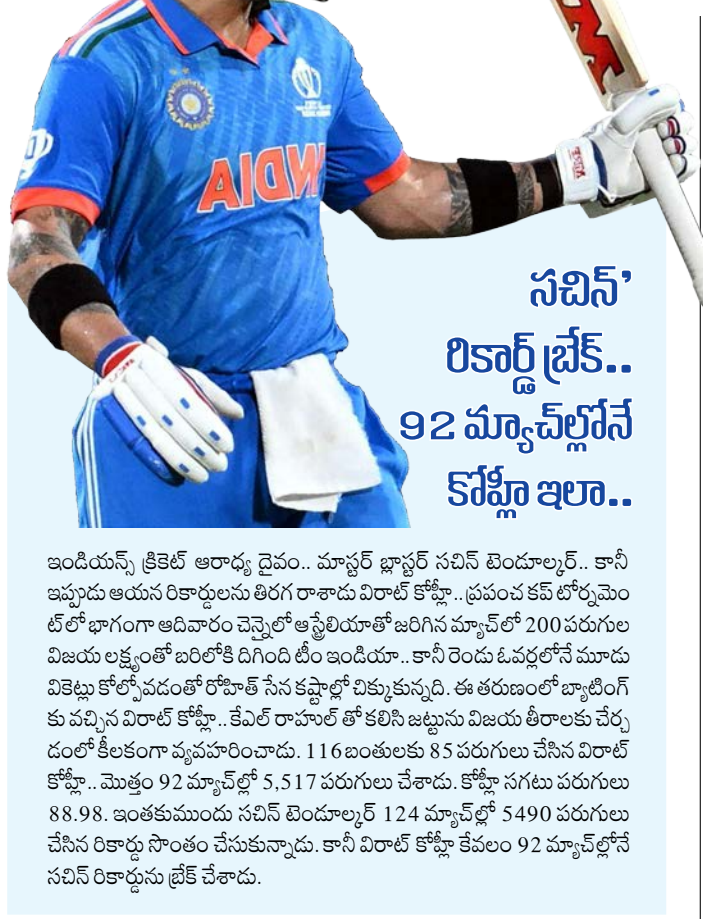 INDIA
సచిన్'
రికార్డ్ బ్రేక్..
92 మ్యాచ్‌ల్లోనే
కోహ్లీ ఇలా..
ఇండియన్స్ క్రికెట్ ఆరాధ్య దైవం.. మాస్టర్ బ్లాస్టర్ సచిన్ టెండూల్కర్.. కానీ
ఇప్పుడు ఆయన రికార్డులను తిరగ రాశాడు విరాట్ కోహ్లీ.. ప్రపంచ కప్ టోర్నమెం
ట్‌లో భాగంగా ఆదివారం చెన్నైలో ఆస్ట్రేలియాతో జరిగిన మ్యాచ్‌లో 200 పరుగుల
విజయ లక్ష్యంతో బరిలోకి దిగింది టీం ఇండియా.. కానీ రెండు ఓవర్లలోనే మూడు
వికెట్లు కోల్పోవడంతో రోహిత్ సేన కష్టాల్లో చిక్కుకున్నది. ఈ తరుణంలో బ్యాటింగ్
కు వచ్చిన విరాట్ కోహ్లీ.. కేఎల్ రాహుల్ తో కలిసి జట్టును విజయ తీరాలకు చేర్చ
డంలో కీలకంగా వ్యవహరించాడు. 116 బంతులకు 85 పరుగులు చేసిన విరాట్
కోహ్లీ.. మొత్తం 92 మ్యాచ్‌ల్లో 5,517 పరుగులు చేశాడు. కోహ్లీ సగటు పరుగులు
88.98. ఇంతకుముందు సచిన్ టెండూల్కర్ 124 మ్యాచ్‌ల్లో 5490 పరుగులు
చేసిన రికార్డు సొంతం చేసుకున్నాడు. కానీ విరాట్ కోహ్లీ కేవలం 92 మ్యాచ్‌ల్లోనే
సచిన్ రికార్డును బ్రేక్ చేశాడు.